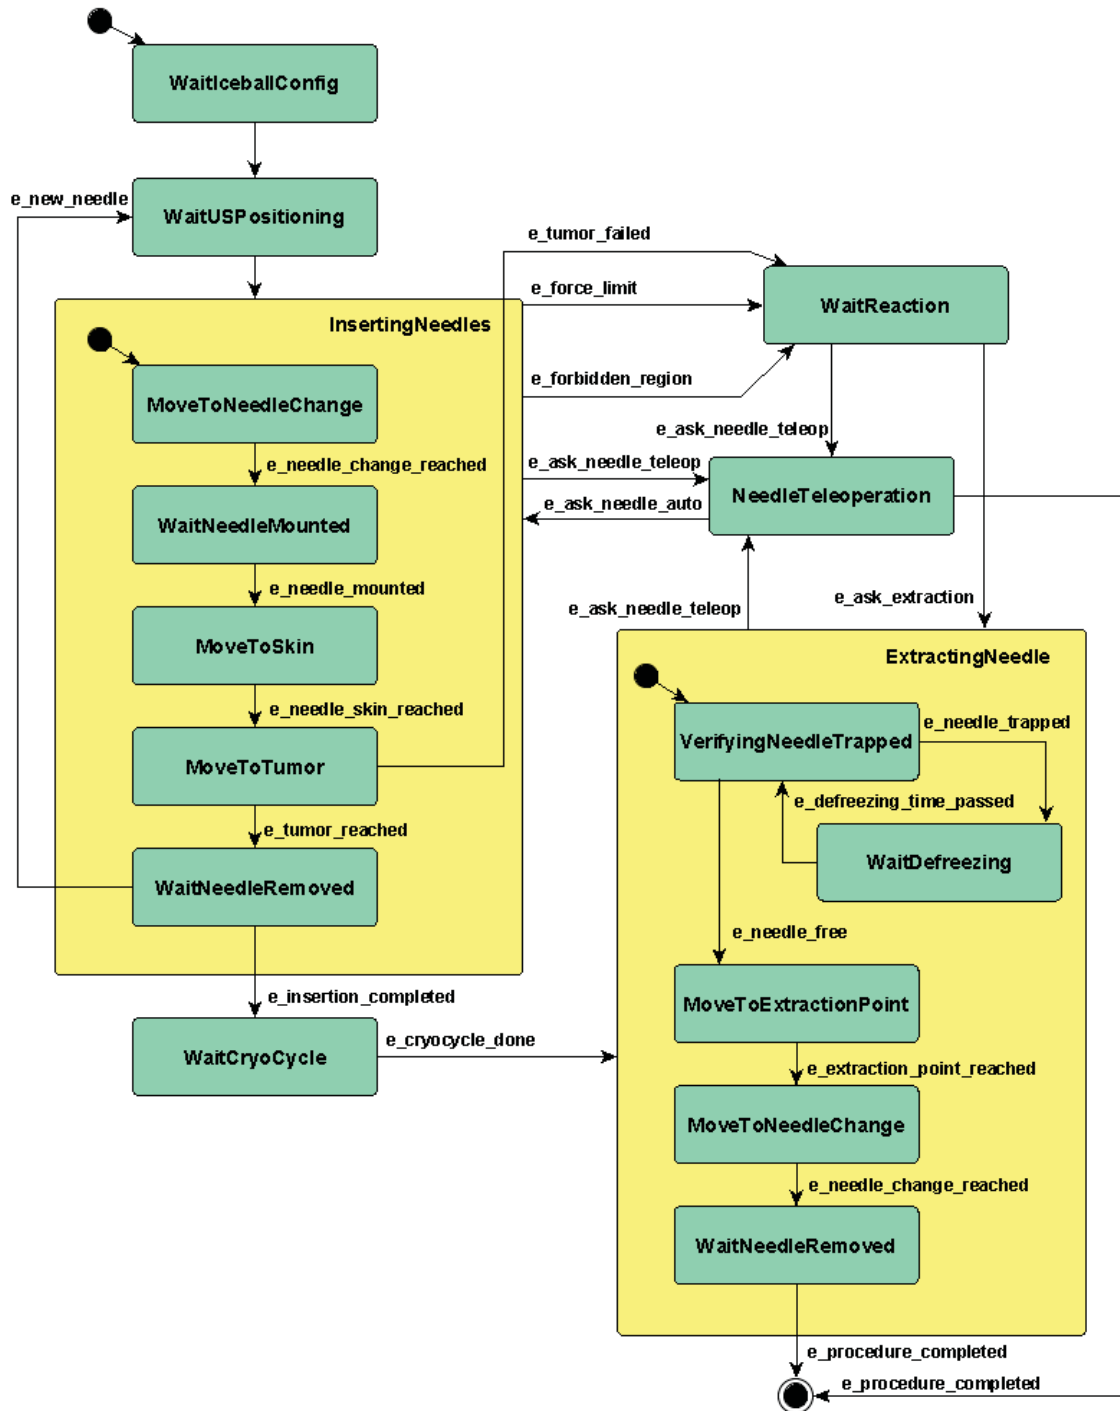 WaitIceballConfig
e_new_needle
WaitUSPositioning
e_tumor_failed
e_force_limit
WaitReaction
InsertingNeedles
e_forbidden_region
MoveToNeedleChange
e_ask_needle_teleop
e_needle_change_reached
e_ask_needle_teleop
NeedleTeleoperation
e_ask_needle_auto
WaitNeedleMounted
e_needle_mounted
e_ask_needle_teleop
e_ask_extraction
MoveToSkin
ExtractingNeedle
e_needle_skin_reached
e_needle_trapped
VerifyingNeedleTrapped
MoveToTumor
e_defreezing_time_passed
e_tumor_reached
WaitDefreezing
WaitNeedleRemoved
e_needle_free
e_insertion_completed
MoveToExtractionPoint
e_cryocycle_done
WaitCryoCycle
e_extraction_point_reached
MoveToNeedleChange
e_needle_change_reached
WaitNeedleRemoved
e_procedure_completed
e_procedure_completed